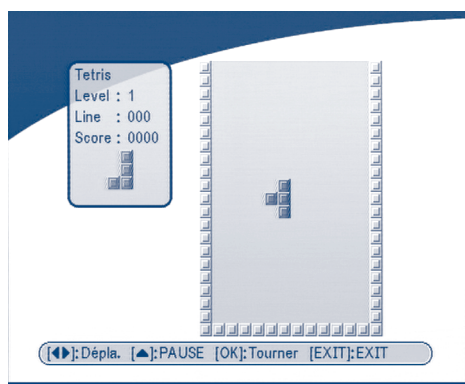 Tetris
Level : 1
Line : 000
Score : 0000
[◀▶]:Dépla. [▲]:PAUSE [OK]:Tourner [EXIT]:EXIT